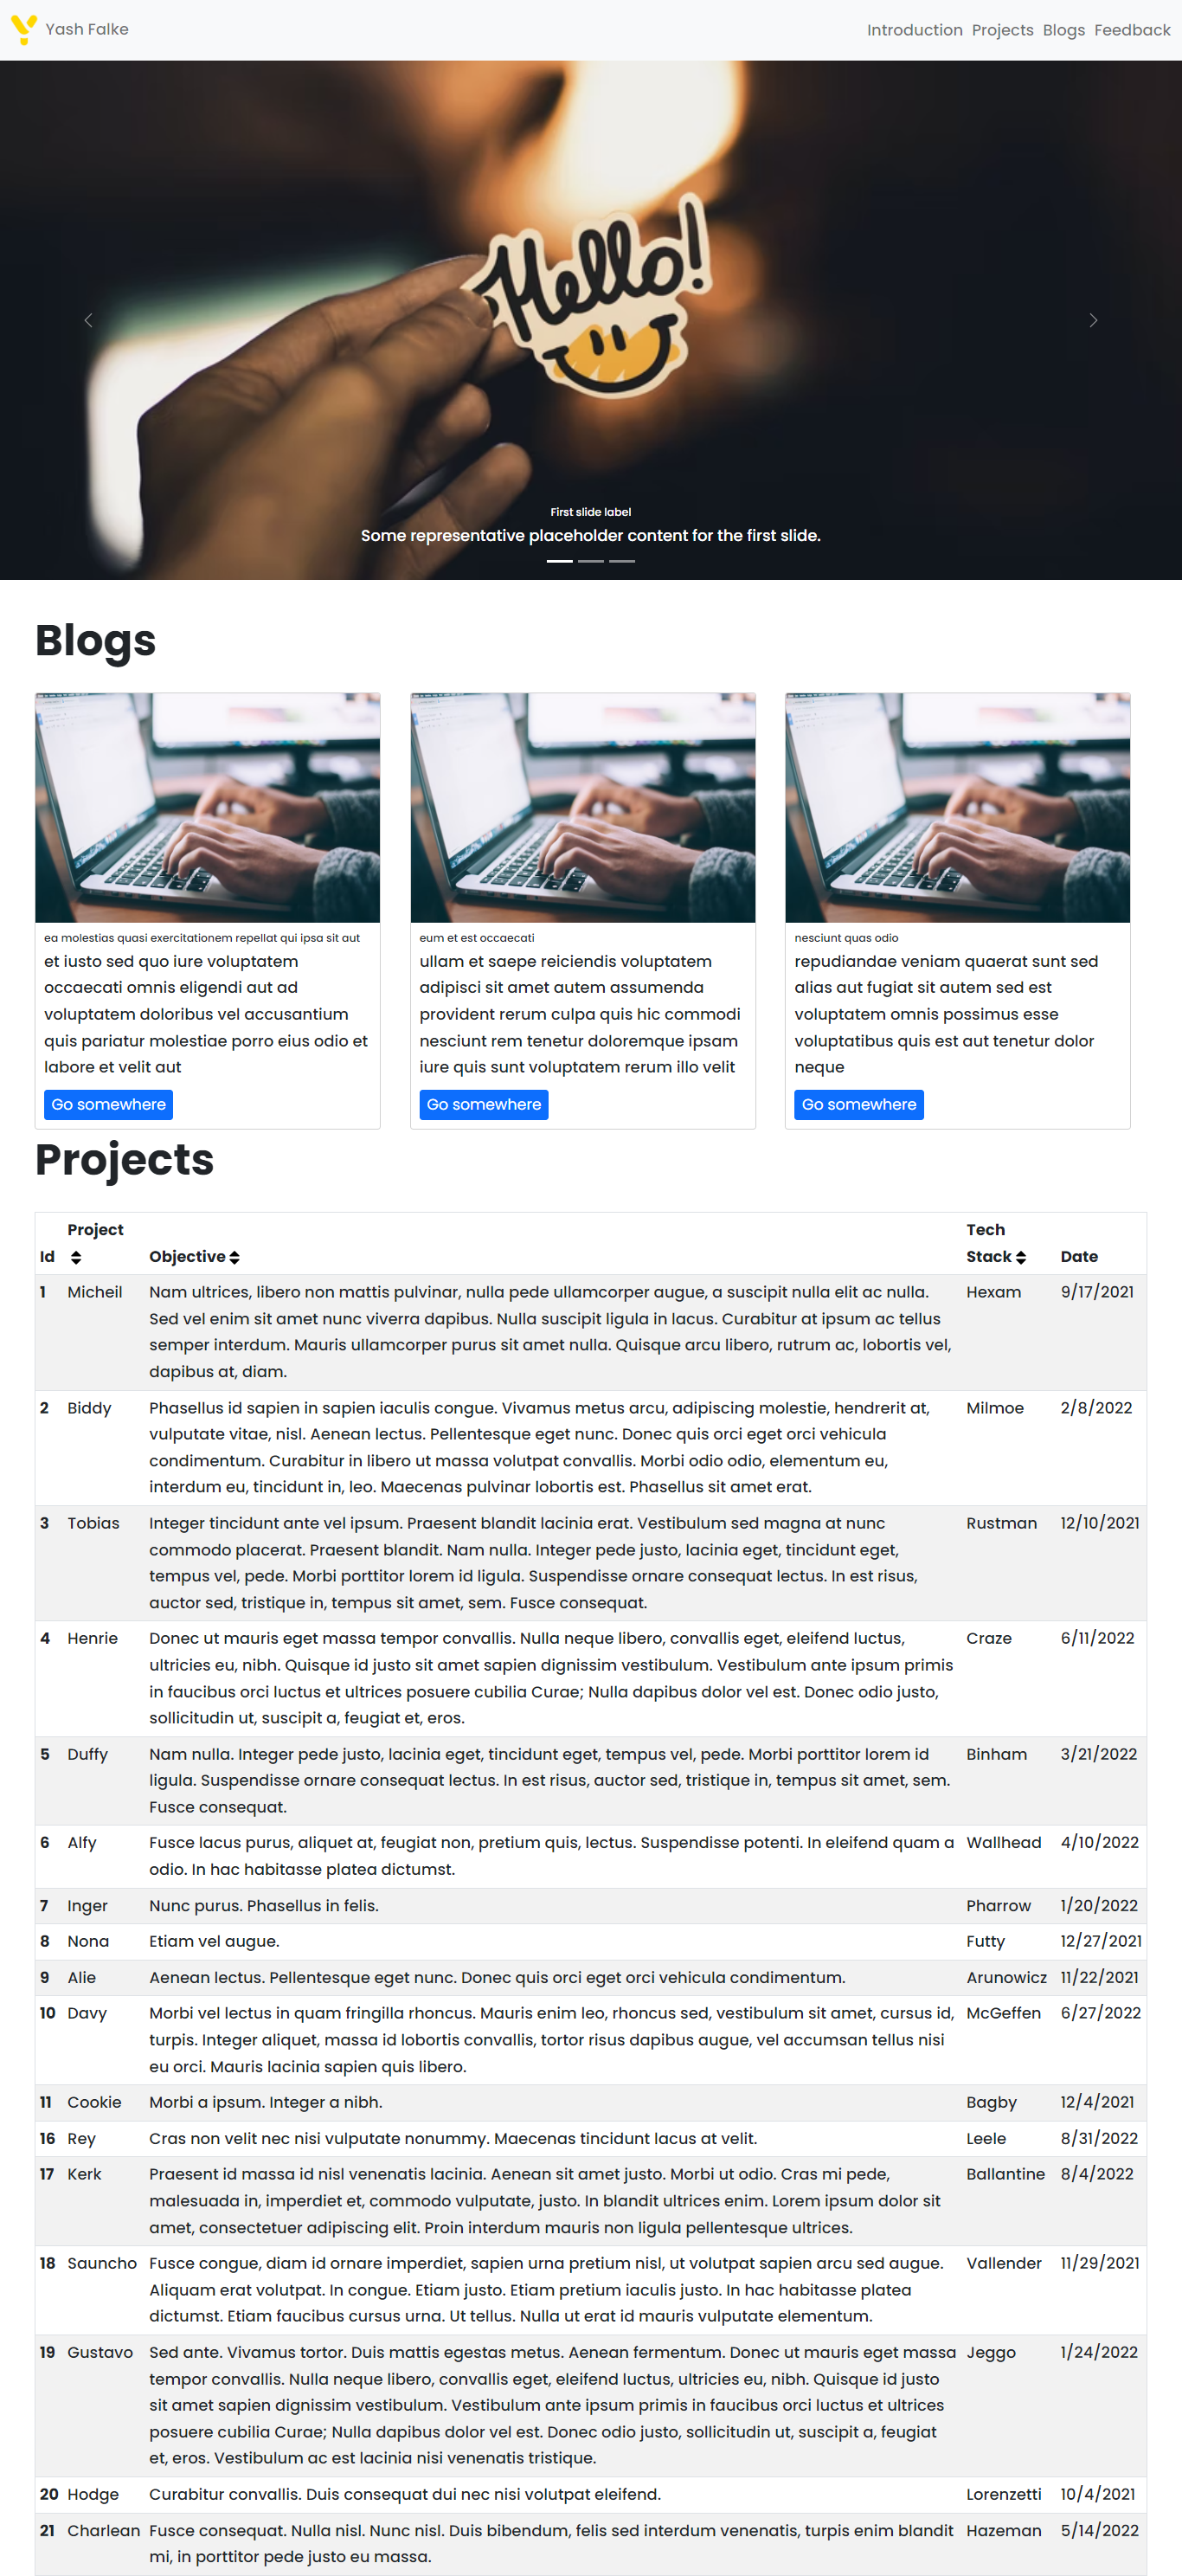 Yash Falke
Introduction Projects Blogs Feedback
Hello!
First slide label
Some representative placeholder content for the first slide.
Blogs
ea molestias quasi exercitationem repellat qui ipsa sit aut
et iusto sed quo iure voluptatem
occaecati omnis eligendi aut ad
voluptatem doloribus vel accusantium
quis pariatur molestiae porro eius odio et
labore et velit aut
Go somewhere
eum et est occaecati
ullam et saepe reiciendis voluptatem
adipisci sit amet autem assumenda
provident rerum culpa quis hic commodi
nesciunt rem tenetur doloremque ipsam
iure quis sunt voluptatem rerum illo velit
Go somewhere
nesciunt quas odio
repudiandae veniam quaerat sunt sed
alias aut fugiat sit autem sed est
voluptatem omnis possimus esse
voluptatibus quis est aut tenetur dolor
neque
Go somewhere
Projects
Project Tech
Id Objective Stack Date
1 Micheil Nam ultrices, libero non mattis pulvinar, nulla pede ullamcorper augue, a suscipit nulla elit ac nulla. Hexam 9/17/2021
Sed vel enim sit amet nunc viverra dapibus. Nulla suscipit ligula in lacus. Curabitur at ipsum ac tellus
semper interdum. Mauris ullamcorper purus sit amet nulla. Quisque arcu libero, rutrum ac, lobortis vel,
dapibus at, diam.
2 Biddy Phasellus id sapien in sapien iaculis congue. Vivamus metus arcu, adipiscing molestie, hendrerit at, Milmoe 2/8/2022
vulputate vitae, nisl. Aenean lectus. Pellentesque eget nunc. Donec quis orci eget orci vehicula
condimentum. Curabitur in libero ut massa volutpat convallis. Morbi odio odio, elementum eu,
interdum eu, tincidunt in, leo. Maecenas pulvinar lobortis est. Phasellus sit amet erat.
3 Tobias Integer tincidunt ante vel ipsum. Praesent blandit lacinia erat. Vestibulum sed magna at nunc Rustman 12/10/2021
commodo placerat. Praesent blandit. Nam nulla. Integer pede justo, lacinia eget, tincidunt eget,
tempus vel, pede. Morbi porttitor lorem id ligula. Suspendisse ornare consequat lectus. In est risus,
auctor sed, tristique in, tempus sit amet, sem. Fusce consequat.
4 Henrie Donec ut mauris eget massa tempor convallis. Nulla neque libero, convallis eget, eleifend luctus, Craze 6/11/2022
ultricies eu, nibh. Quisque id justo sit amet sapien dignissim vestibulum. Vestibulum ante ipsum primis
in faucibus orci luctus et ultrices posuere cubilia Curae; Nulla dapibus dolor vel est. Donec odio justo,
sollicitudin ut, suscipit a, feugiat et, eros.
5 Duffy Nam nulla. Integer pede justo, lacinia eget, tincidunt eget, tempus vel, pede. Morbi porttitor lorem id Binham 3/21/2022
ligula. Suspendisse ornare consequat lectus. In est risus, auctor sed, tristique in, tempus sit amet, sem.
Fusce consequat.
6 Alfy Fusce lacus purus, aliquet at, feugiat non, pretium quis, lectus. Suspendisse potenti. In eleifend quam a Wallhead 4/10/2022
odio. In hac habitasse platea dictumst.
7 Inger Nunc purus. Phasellus in felis. Pharrow 1/20/2022
8 Nona Etiam vel augue. Futty 12/27/2021
9 Alie Aenean lectus. Pellentesque eget nunc. Donec quis orci eget orci vehicula condimentum. Arunowicz 11/22/2021
10 Davy Morbi vel lectus in quam fringilla rhoncus. Mauris enim leo, rhoncus sed, vestibulum sit amet, cursus id, McGeffen 6/27/2022
turpis. Integer aliquet, massa id lobortis convallis, tortor risus dapibus augue, vel accumsan tellus nisi
eu orci. Mauris lacinia sapien quis libero.
11 Cookie Morbi a ipsum. Integer a nibh. Bagby 12/4/2021
16 Rey Cras non velit nec nisi vulputate nonummy. Maecenas tincidunt lacus at velit. Leele 8/31/2022
17 Kerk Praesent id massa id nisl venenatis lacinia. Aenean sit amet justo. Morbi ut odio. Cras mi pede, Ballantine 8/4/2022
malesuada in, imperdiet et, commodo vulputate, justo. In blandit ultrices enim. Lorem ipsum dolor sit
amet, consectetuer adipiscing elit. Proin interdum mauris non ligula pellentesque ultrices.
18 Sauncho Fusce congue, diam id ornare imperdiet, sapien urna pretium nisl, ut volutpat sapien arcu sed augue. Vallender 11/29/2021
Aliquam erat volutpat. In congue. Etiam justo. Etiam pretium iaculis justo. In hac habitasse platea
dictumst. Etiam faucibus cursus urna. Ut tellus. Nulla ut erat id mauris vulputate elementum.
19 Gustavo Sed ante. Vivamus tortor. Duis mattis egestas metus. Aenean fermentum. Donec ut mauris eget massa Jeggo 1/24/2022
tempor convallis. Nulla neque libero, convallis eget, eleifend luctus, ultricies eu, nibh. Quisque id justo
sit amet sapien dignissim vestibulum. Vestibulum ante ipsum primis in faucibus orci luctus et ultrices
posuere cubilia Curae; Nulla dapibus dolor vel est. Donec odio justo, sollicitudin ut, suscipit a, feugiat
et, eros. Vestibulum ac est lacinia nisi venenatis tristique.
20 Hodge Curabitur convallis. Duis consequat dui nec nisi volutpat eleifend. Lorenzetti 10/4/2021
21 Charlean Fusce consequat. Nulla nisl. Nunc nisl. Duis bibendum, felis sed interdum venenatis, turpis enim blandit Hazeman 5/14/2022
mi, in porttitor pede justo eu massa.